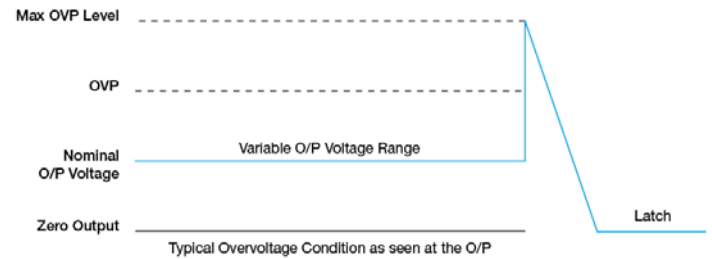 Max OVP Level
OVP
Variable O/P Voltage Range
Nominal
O/P Voltage
Latch
Zero Output
Typical Overvoltage Condition as seen at the O/P